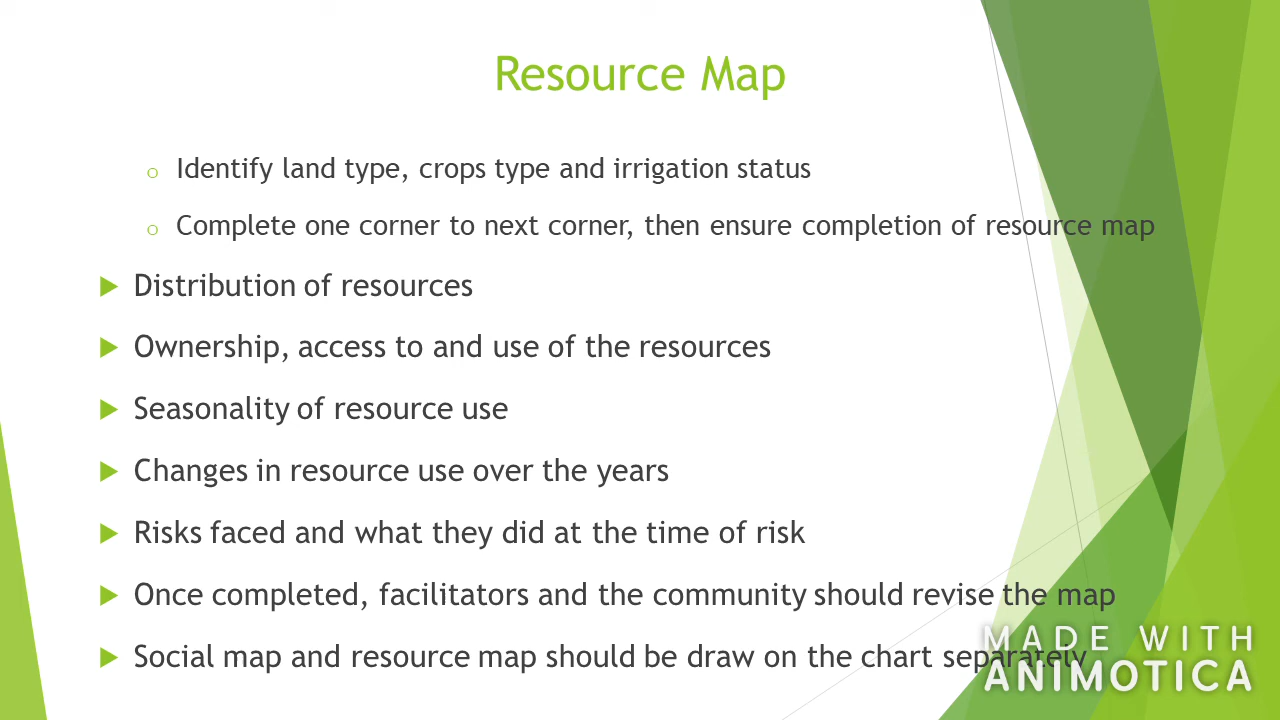 Resource Map
o Identify land type, crops type and irrigation status
o Complete one corner to next corner, then ensure completion of resource map
Distribution of resources
Ownership, access to and use of the resources
Seasonality of resource use
Changes in resource use over the years
Risks faced and what they did at the time of risk
Once completed, facilitators and the community should revise the map
Social map and resource map should be draw on the chart separately
MADE WITH
ANIMOTICA